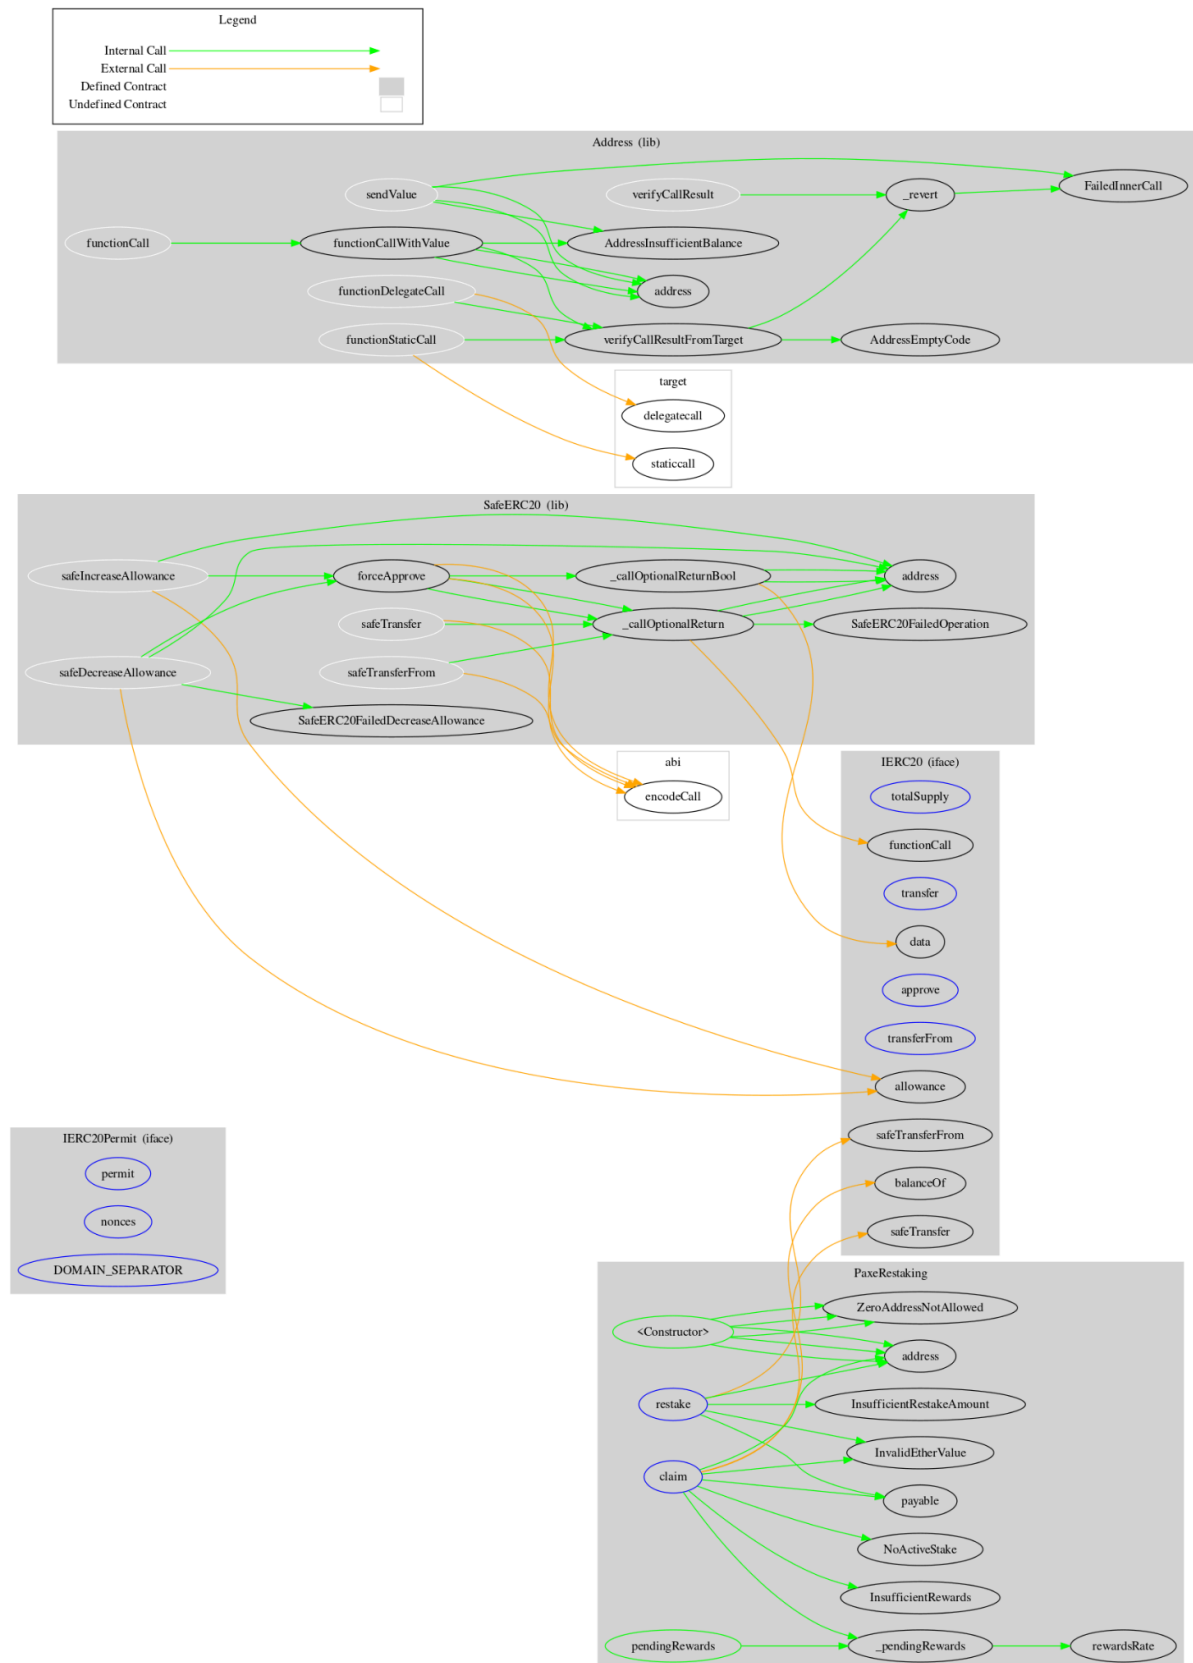 Legend
Internal Call
External Call
Defined Contract
Undefined Contract
Address (lib)
sendValue
verifyCallResult
_revert
FailedInnerCall
functionCall
functionCallWithValue
AddressInsufficientBalance
functionDelegateCall
address
functionStaticCall
verifyCallResultFromTarget
AddressEmptyCode
target
delegatecall
staticcall
SafeERC20 (lib)
safeIncreaseAllowance
forceApprove
_callOptionalReturnBool
address
safeTransfer
_callOptionalReturn
SafeERC20FailedOperation
safeDecreaseAllowance
safeTransferFrom
SafeERC20FailedDecreaseAllowance
abi
encodeCall
IERC20 (iface)
totalSupply
functionCall
transfer
data
approve
transferFrom
allowance
safeTransferFrom
balanceOf
safeTransfer
IERC20Permit (iface)
permit
nonces
DOMAIN_SEPARATOR
PaxeRestaking
<Constructor>
ZeroAddressNotAllowed
address
restake
InsufficientRestakeAmount
InvalidEtherValue
claim
payable
NoActiveStake
InsufficientRewards
pendingRewards
_pendingRewards
rewardsRate